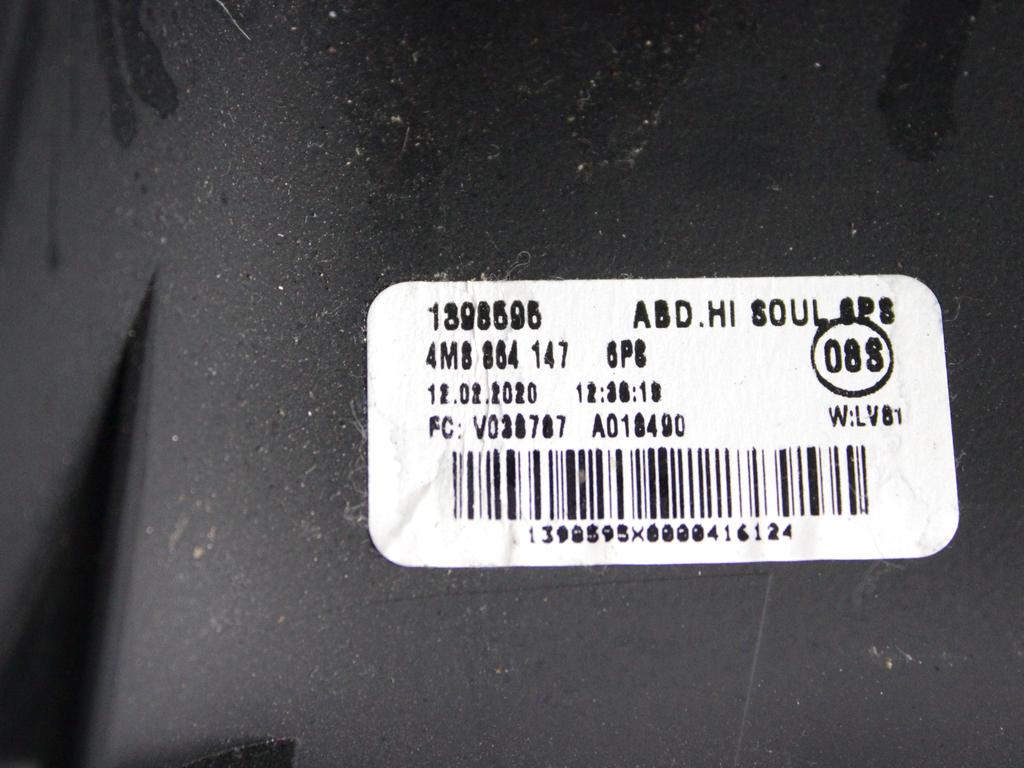 1398595 ABD.HI SOUL 6PS
4M8 864 147 6PS
08S
12.02.2020 12:36:19
FC: V038787 A018490
W:LV61
1398595X0000416124